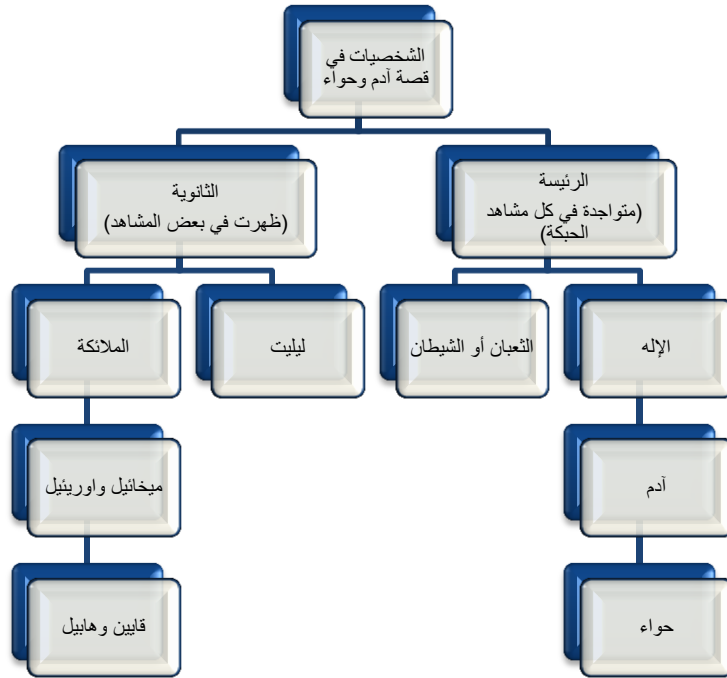 الشخصيات في
قصة آدم وحواء
الرئيسة
(متواجدة في كل مشاهد
الحبكة)
الثانوية
(ظهرت في بعض المشاهد)
الإله
الثعبان أو الشيطان
ليليت
الملائكة
آدم
ميخائيل واوريئيل
حواء
قايين وهابيل